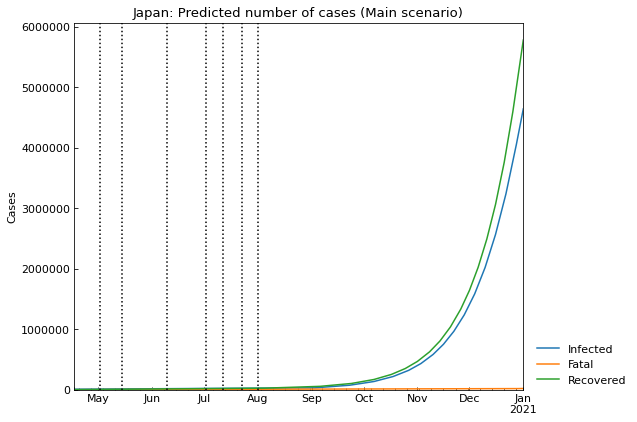 Japan: Predicted number of cases (Main scenario)
6000000
5000000
4000000
3000000
2000000
1000000
0
Cases
May Jun Jul Aug Sep Oct Nov Dec Jan
2021
Infected
Fatal
Recovered